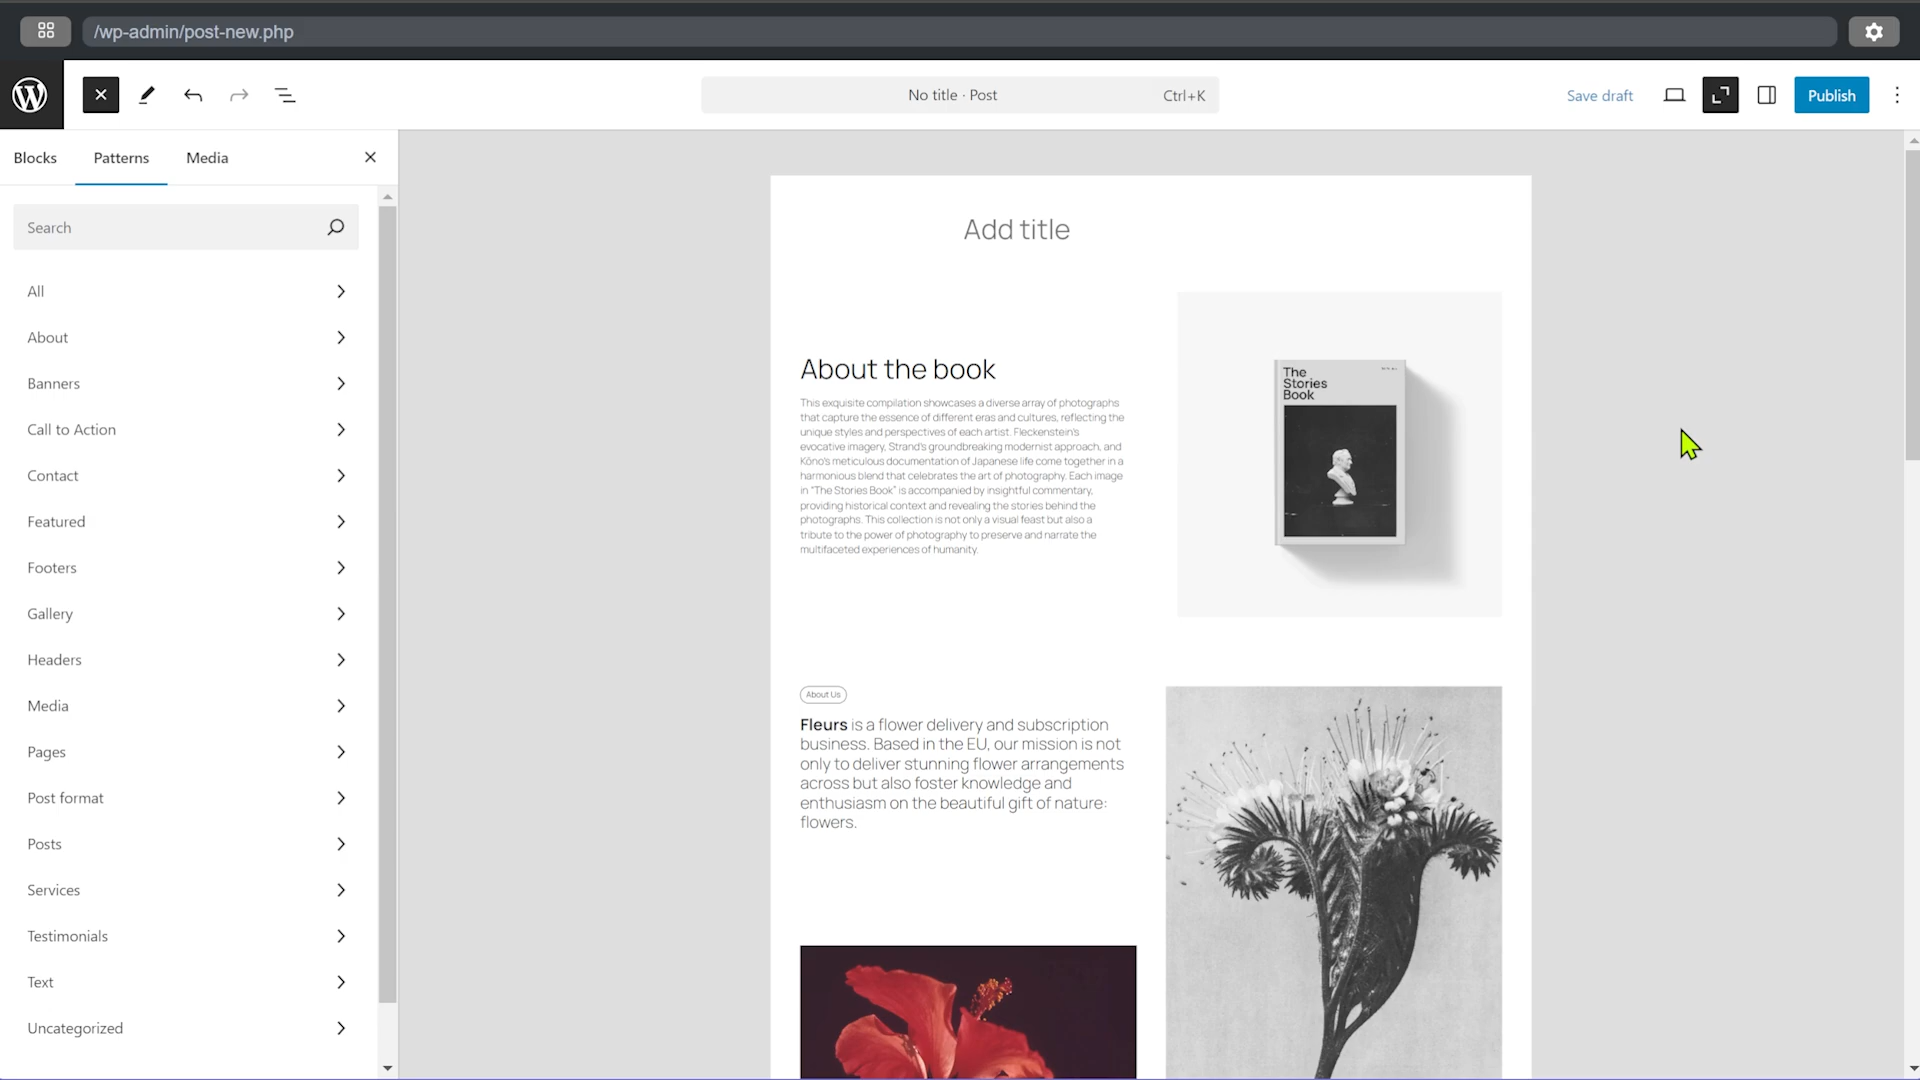 /wp-admin/post-new.php
No title · Post
Ctrl+K
Save draft
Publish
Blocks
Patterns
Media
Search
All
About
Banners
Call to Action
Contact
Featured
Footers
Gallery
Headers
Media
Pages
Post format
Posts
Services
Testimonials
Text
Uncategorized
Add title
About the book
This exquisite compilation showcases a diverse array of photographs
that capture the essence of different eras and cultures, reflecting the
unique styles and perspectives of each artist. Fleckenstein's
evocative imagery, Strand's groundbreaking modernist approach, and
Kōno's meticulous documentation of Japanese life come together in a
harmonious blend that celebrates the art of photography. Each image
in "The Stories Book" is accompanied by insightful commentary,
providing historical context and revealing the stories behind the
photographs. This collection is not only a visual feast but also a
tribute to the power of photography to preserve and narrate the
multifaceted experiences of humanity.
The
Stories
Book
About Us
Fleurs is a flower delivery and subscription
business. Based in the EU, our mission is not
only to deliver stunning flower arrangements
across but also foster knowledge and
enthusiasm on the beautiful gift of nature:
flowers.